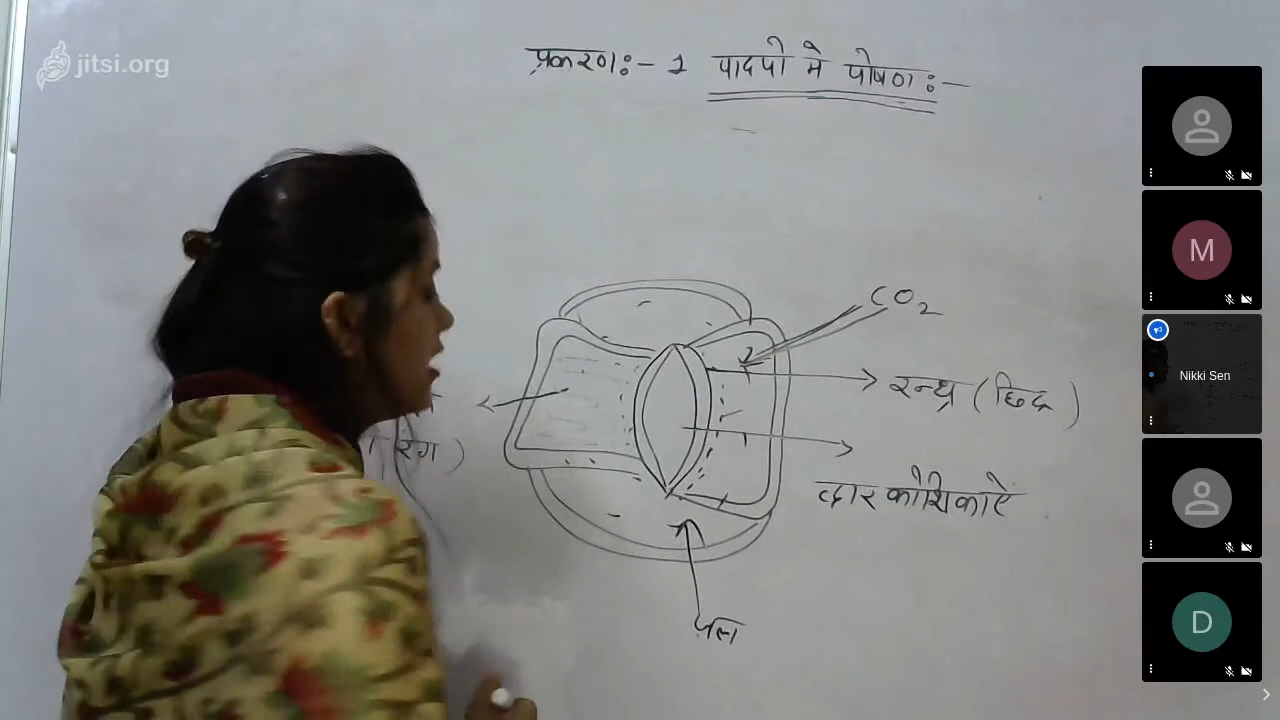 jitsi.org
प्रकरण:- 1 पादपो मे पोषण :-
CO2
रन्ध्र (छिद्र)
रंग)
द्वार कोशिकाऐं
जल
M
Nikki Sen
D